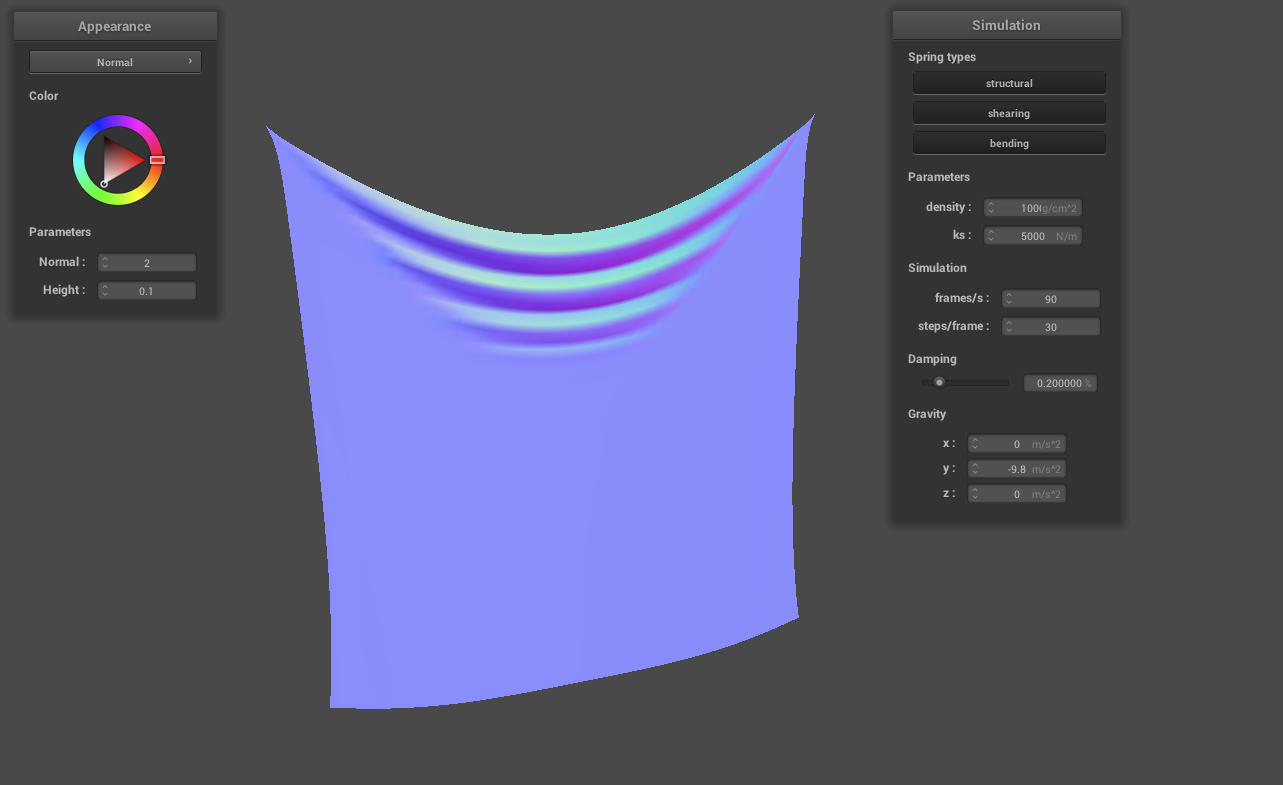 Appearance
Normal
Color
Parameters
Normal : 2
Height : 0.1
Simulation
Spring types
structural
shearing
bending
Parameters
density : g/cm^2
ks : 5000 N/m
Simulation
frames/s : 90
steps/frame : 30
Damping
0.200000 %
Gravity
x : 0 m/s^2
y : -9.8 m/s^2
z : 0 m/s^2